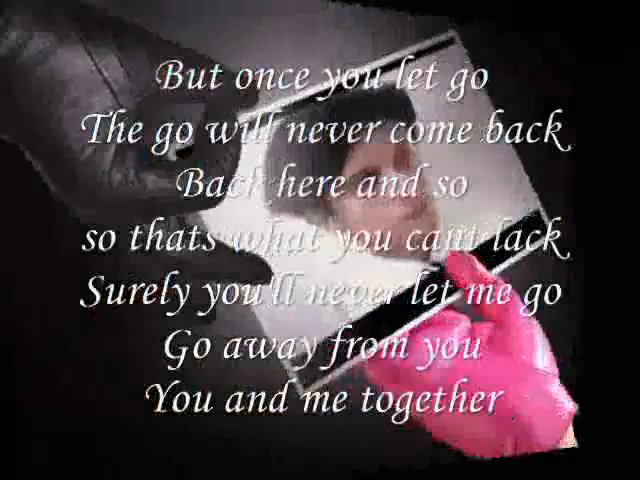 But once you let go
The go will never come back
Back here and so
so thats what you cant lack
Surely you'll never let me go
Go away from you
You and me together